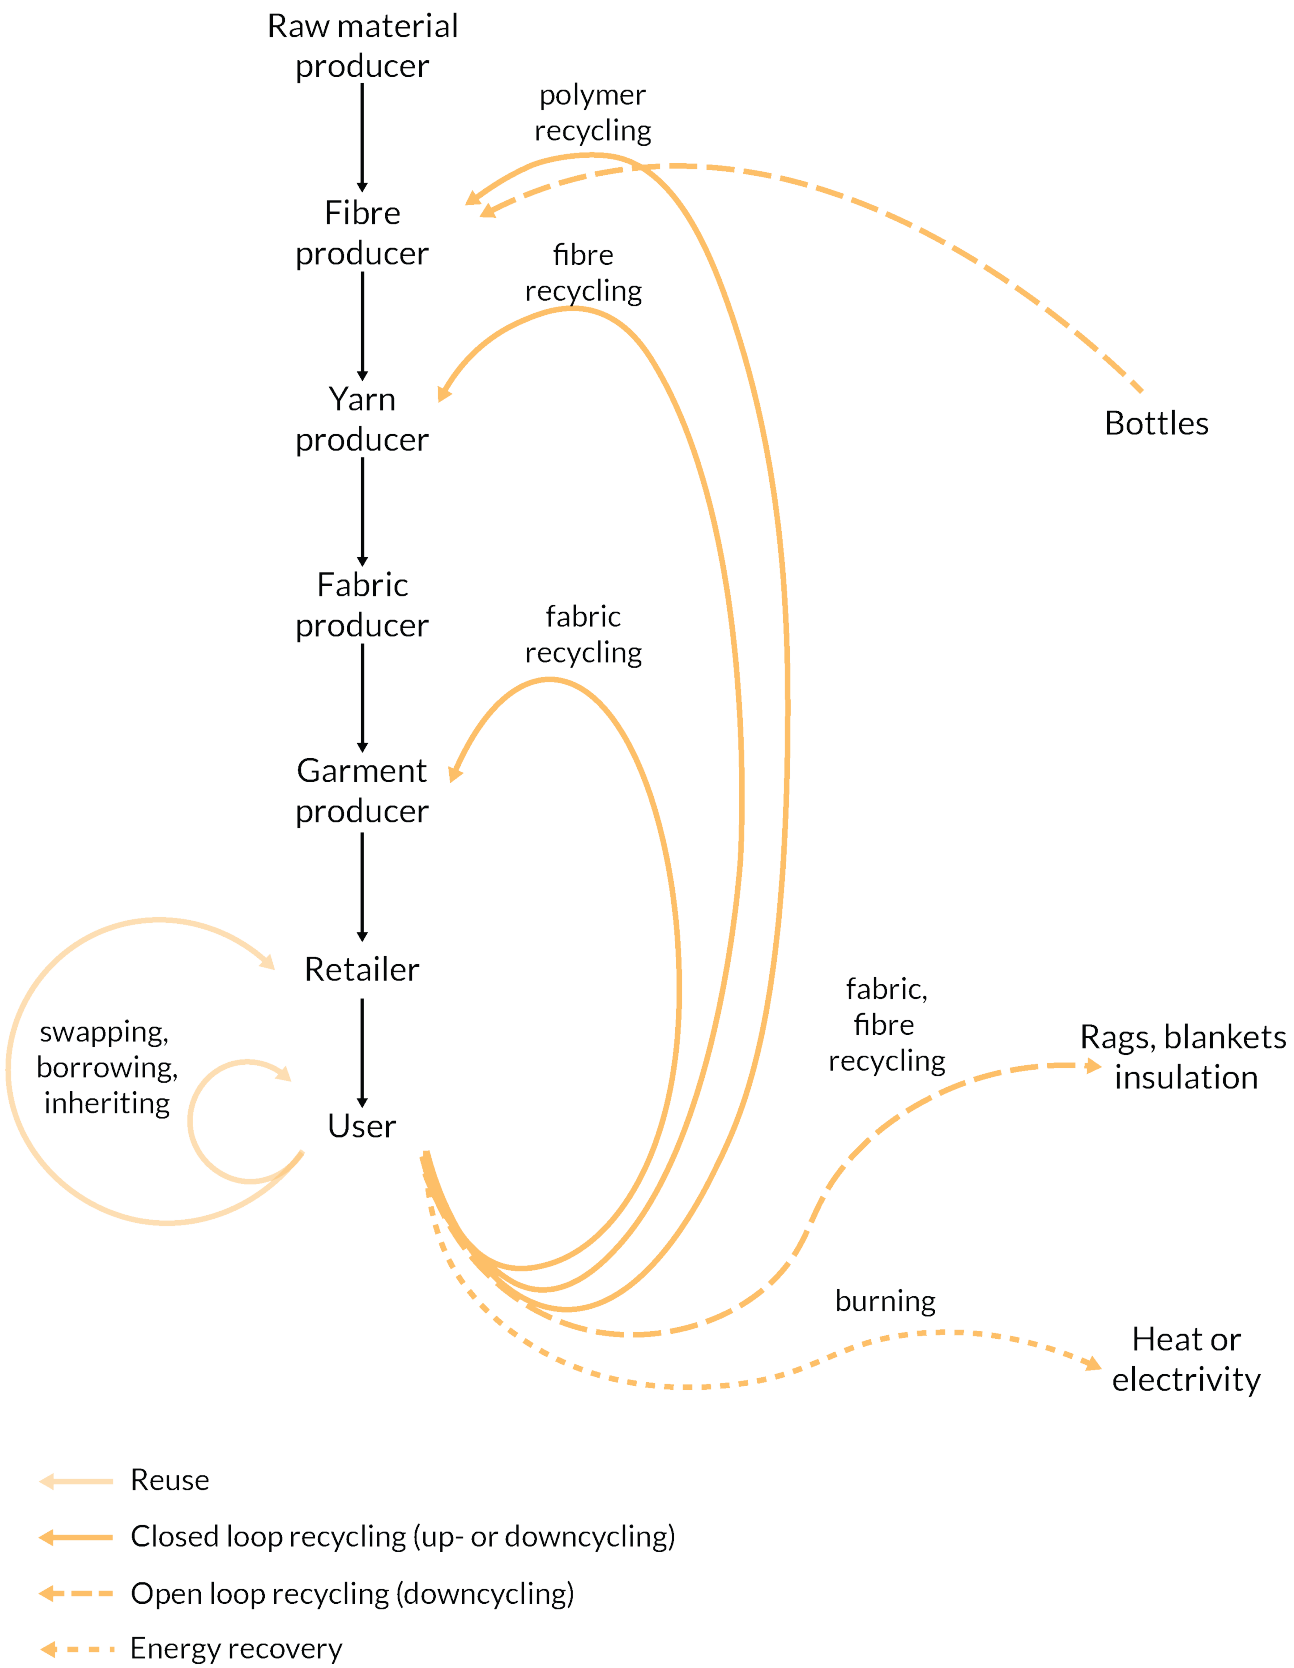 Raw material
producer
polymer
recycling
Fibre
producer
fibre
recycling
Yarn
producer
Bottles
Fabric
producer
fabric
recycling
Garment
producer
Retailer
swapping,
borrowing,
inheriting
fabric,
fibre
recycling
Rags, blankets
insulation
User
burning
Heat or
electrivity
Reuse
Closed loop recycling (up- or downcycling)
Open loop recycling (downcycling)
Energy recovery